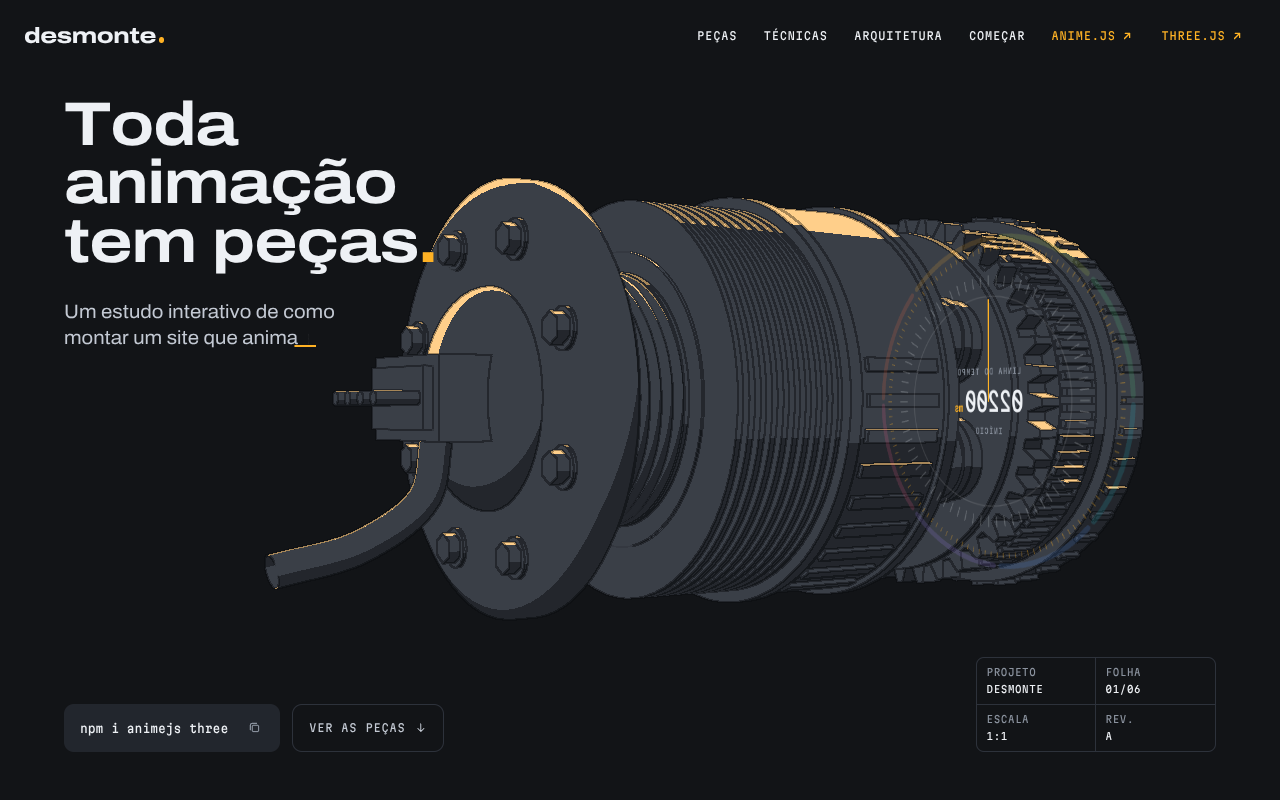 desmonte.
PEÇAS TÉCNICAS ARQUITETURA COMEÇAR ANIME.JS ↗ THREE.JS ↗
Toda
animação
tem peças.
Um estudo interativo de como
montar um site que anima_
LINHA DO TEMPO
02200 ms
INÍCIO
npm i animejs three
VER AS PEÇAS ↓
PROJETO FOLHA
DESMONTE 01/06
ESCALA REV.
1:1 A